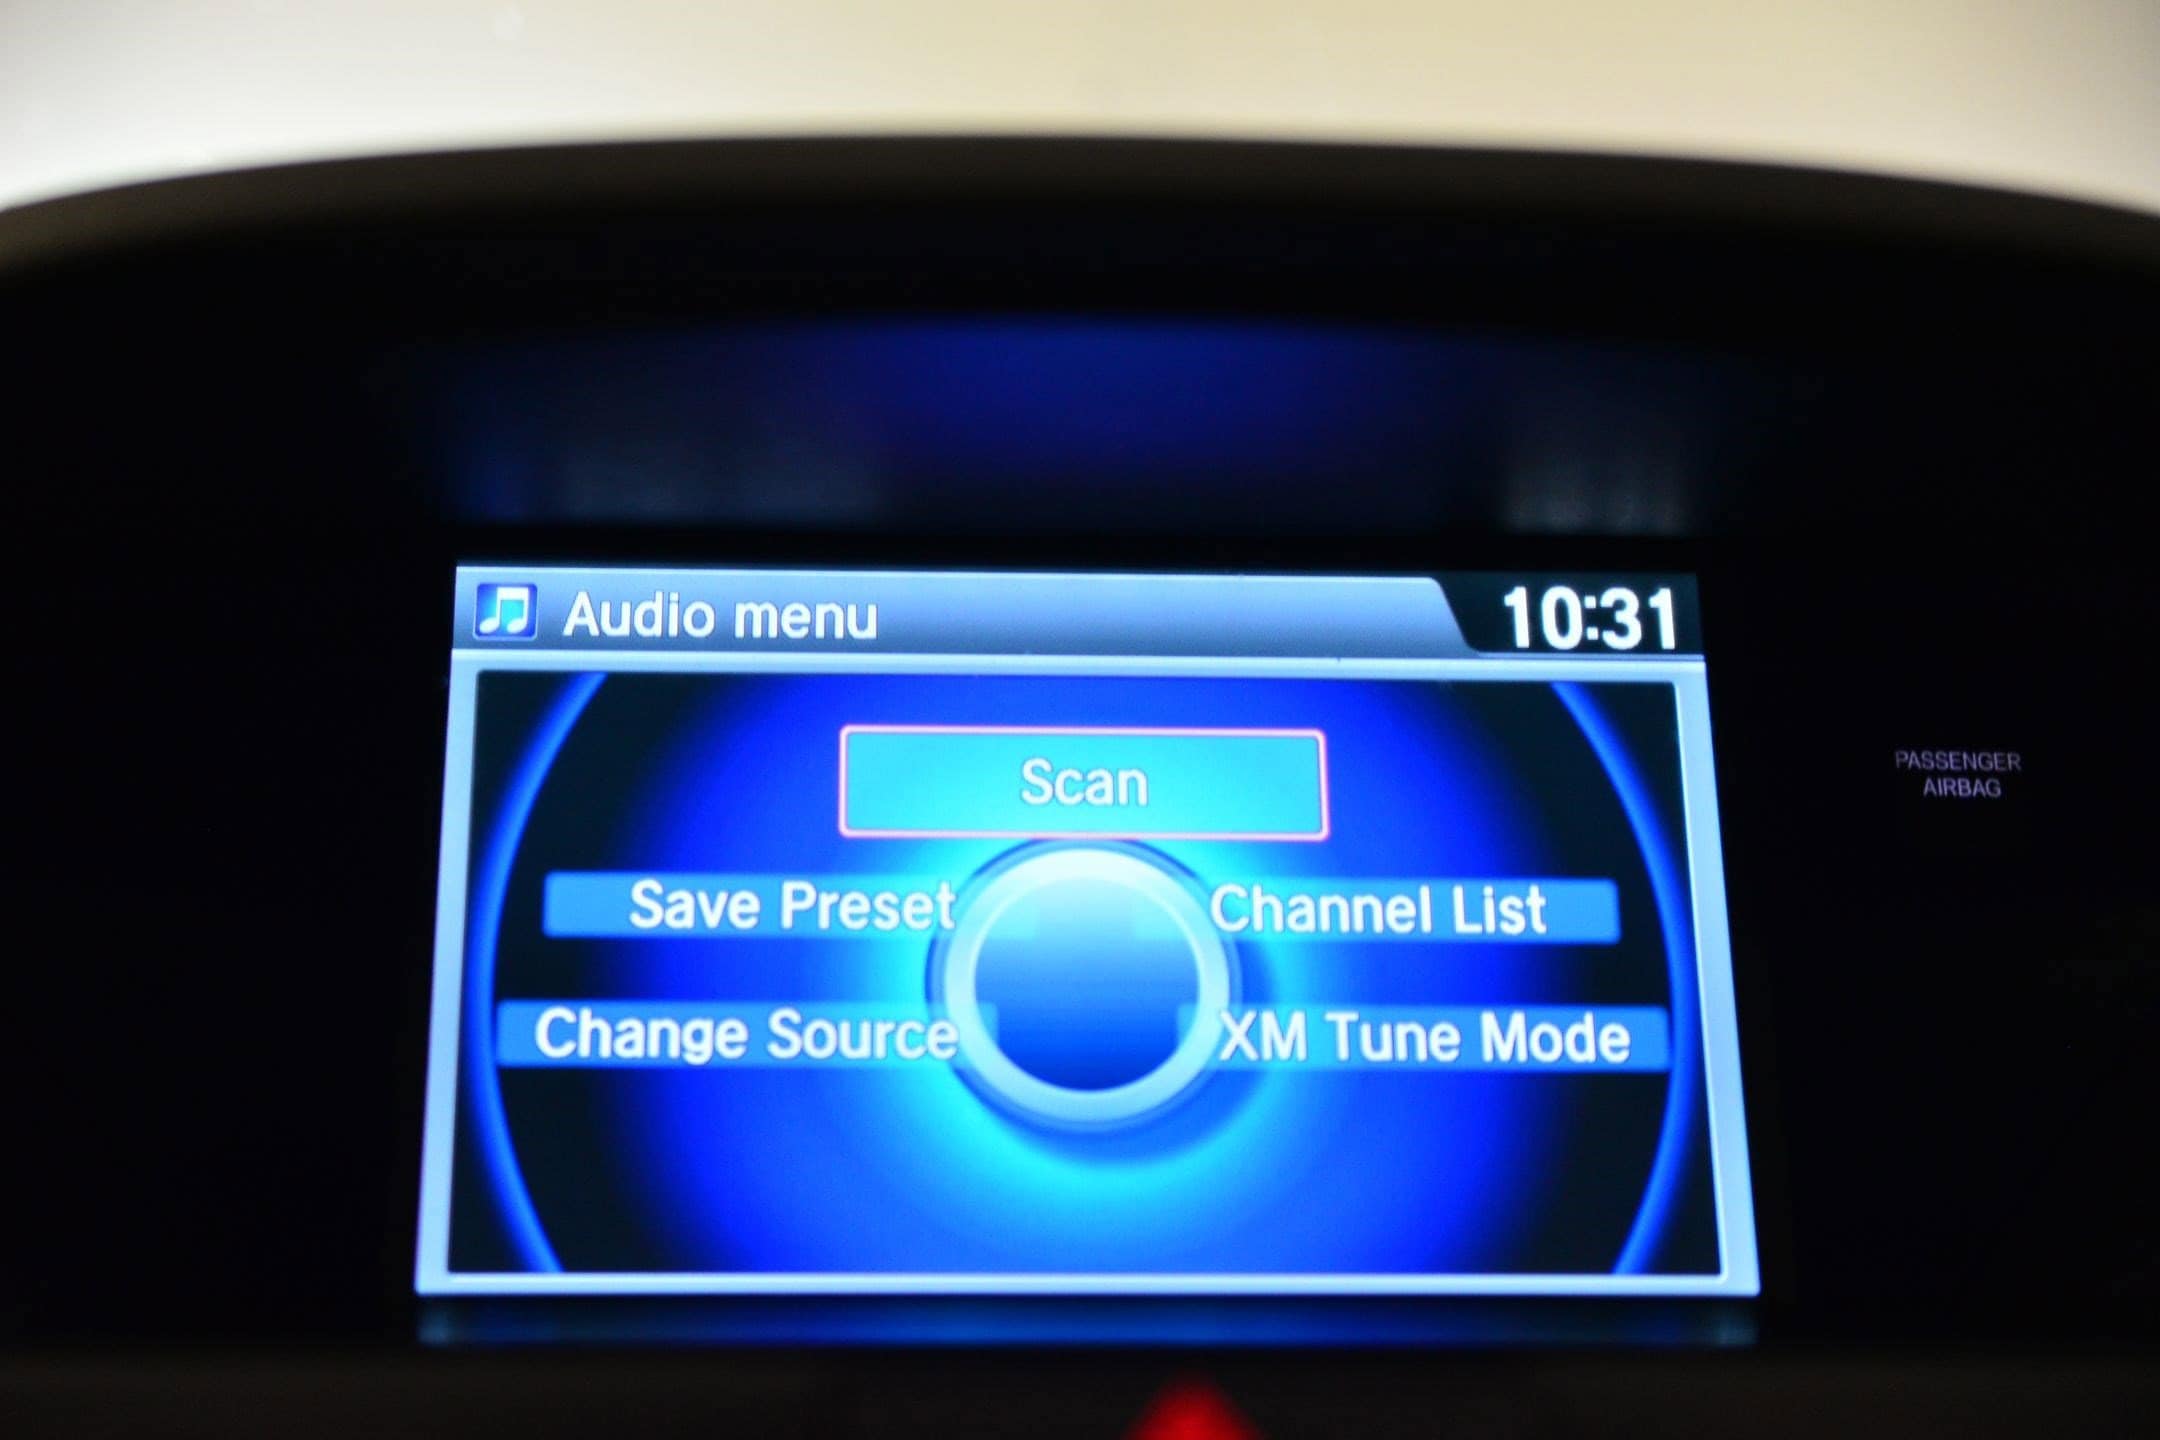 Audio menu
10:31
Scan
Save Preset
Channel List
Change Source
XM Tune Mode
PASSENGER
AIRBAG